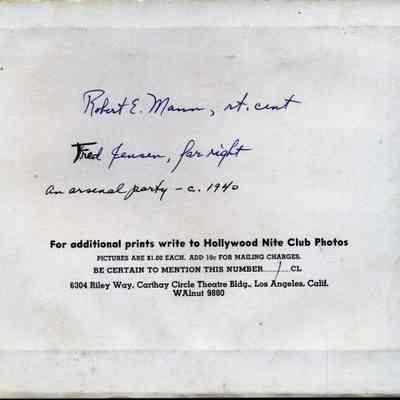 Robert E. Mann, rt. cent
Fred Jensen, far right
an arsenal party - c. 1940
For additional prints write to Hollywood Nite Club Photos
PICTURES ARE $1.00 EACH. ADD 10c FOR MAILING CHARGES.
BE CERTAIN TO MENTION THIS NUMBER / CL
6304 Riley Way, Carthay Circle Theatre Bldg., Los Angeles, Calif.
WAlnut 9880